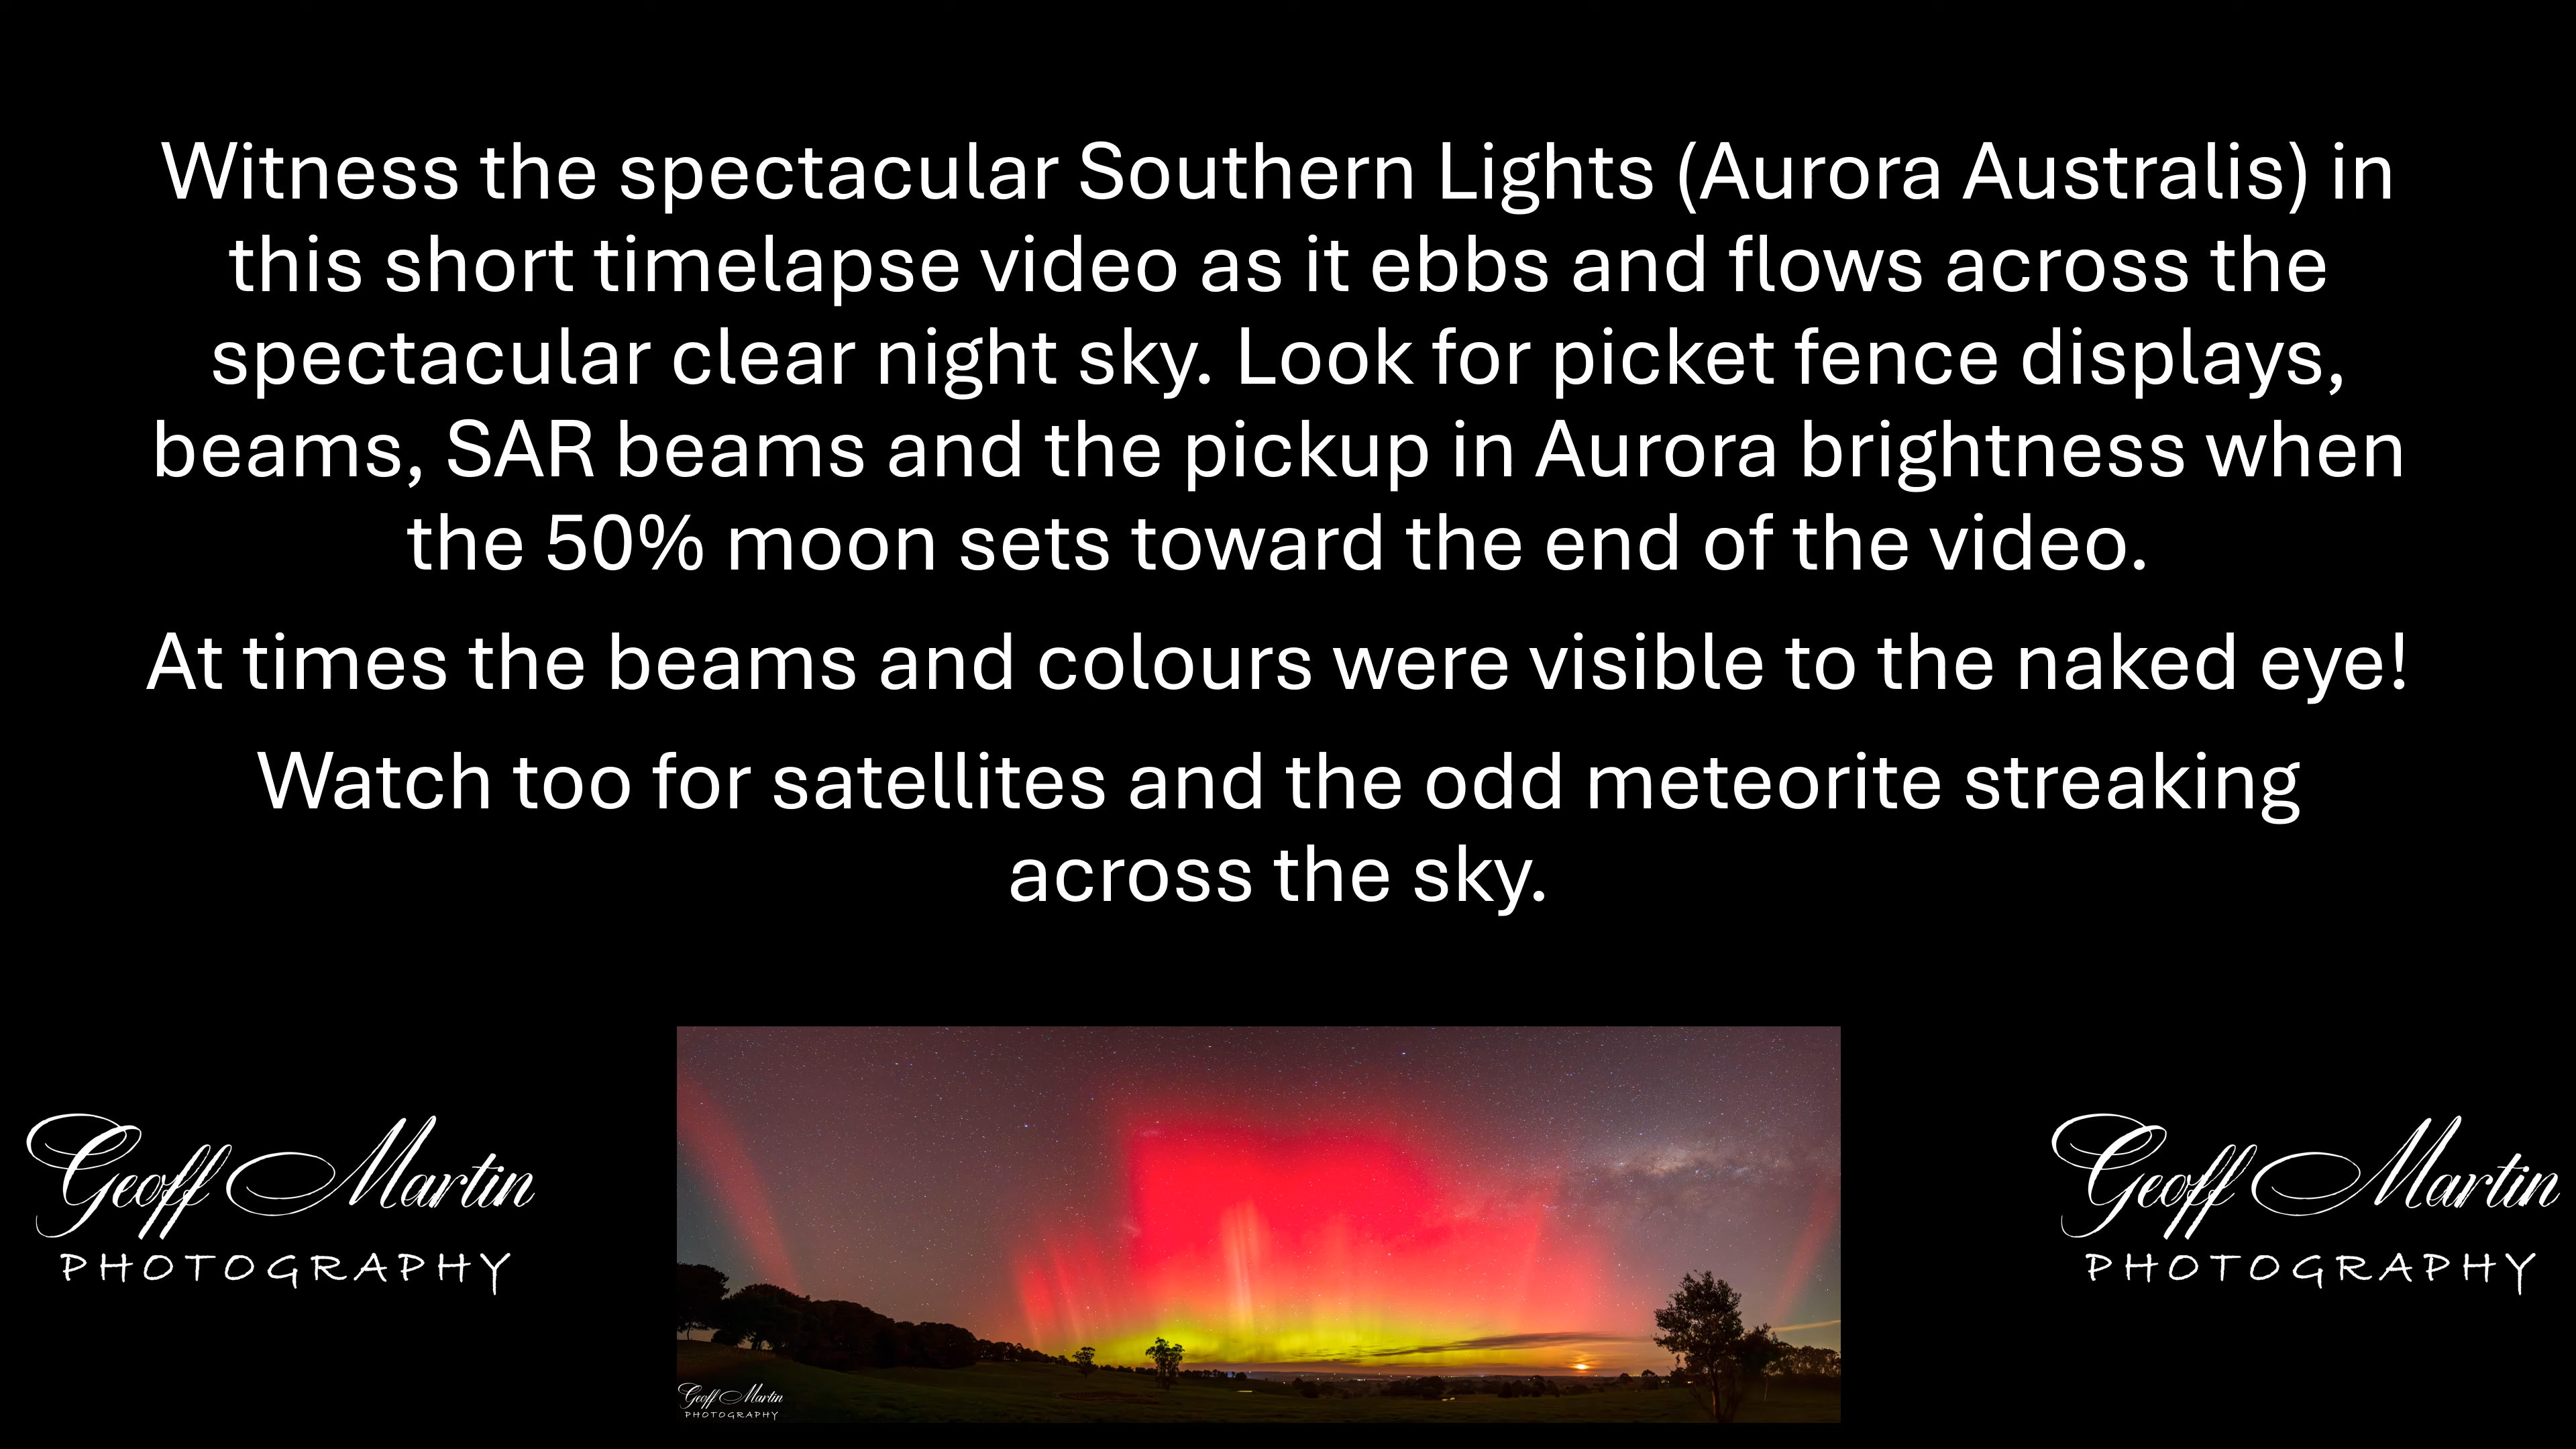 Witness the spectacular Southern Lights (Aurora Australis) in
this short timelapse video as it ebbs and flows across the
spectacular clear night sky. Look for picket fence displays,
beams, SAR beams and the pickup in Aurora brightness when
the 50% moon sets toward the end of the video.
At times the beams and colours were visible to the naked eye!
Watch too for satellites and the odd meteorite streaking
across the sky.
Geoff Martin
PHOTOGRAPHY
Geoff Martin
PHOTOGRAPHY
Geoff Martin
PHOTOGRAPHY